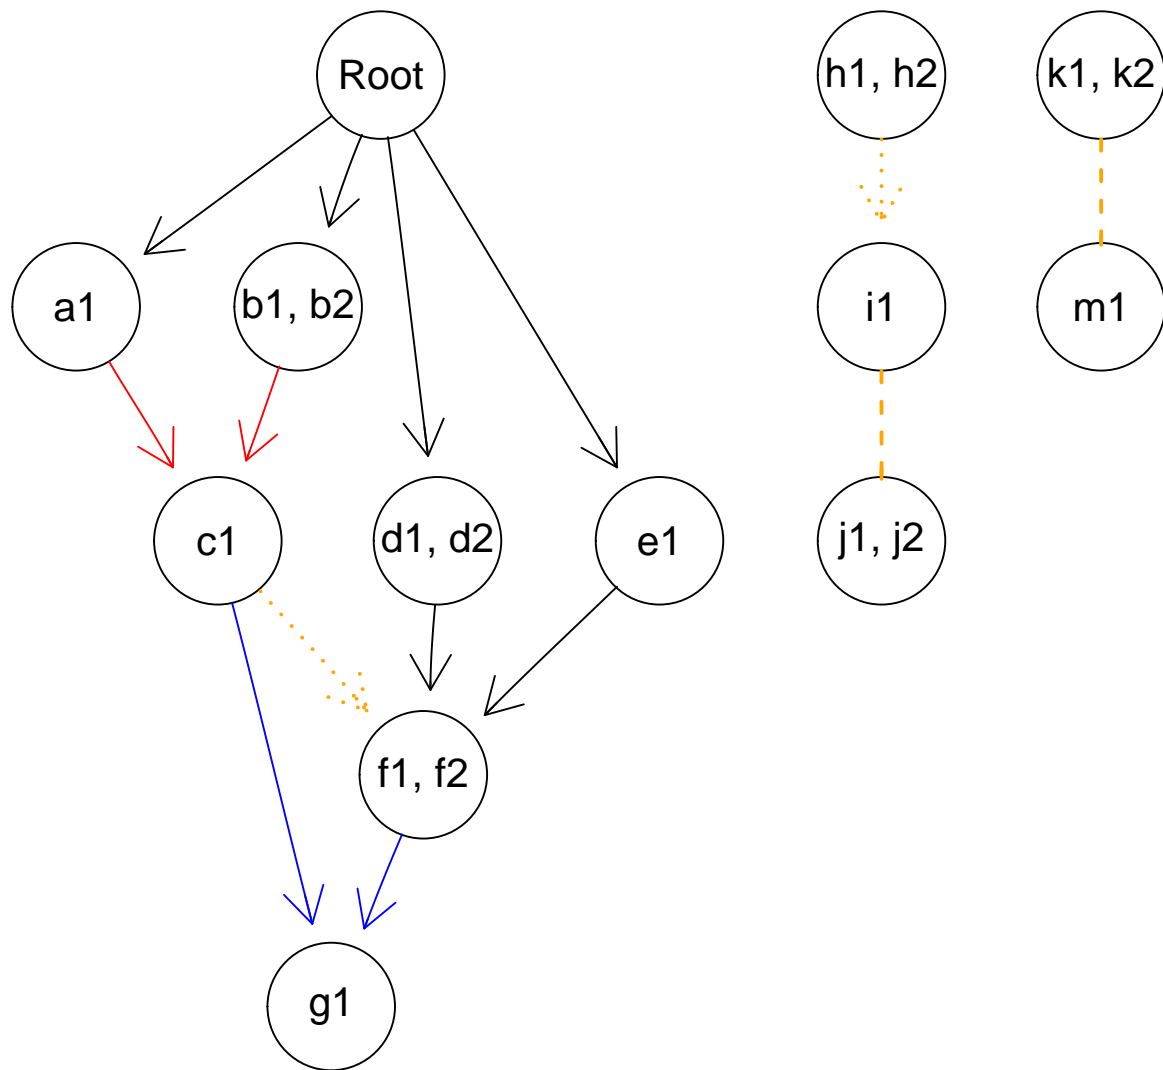 Root
h1, h2
k1, k2
a1
b1, b2
i1
m1
c1
d1, d2
e1
j1, j2
f1, f2
g1